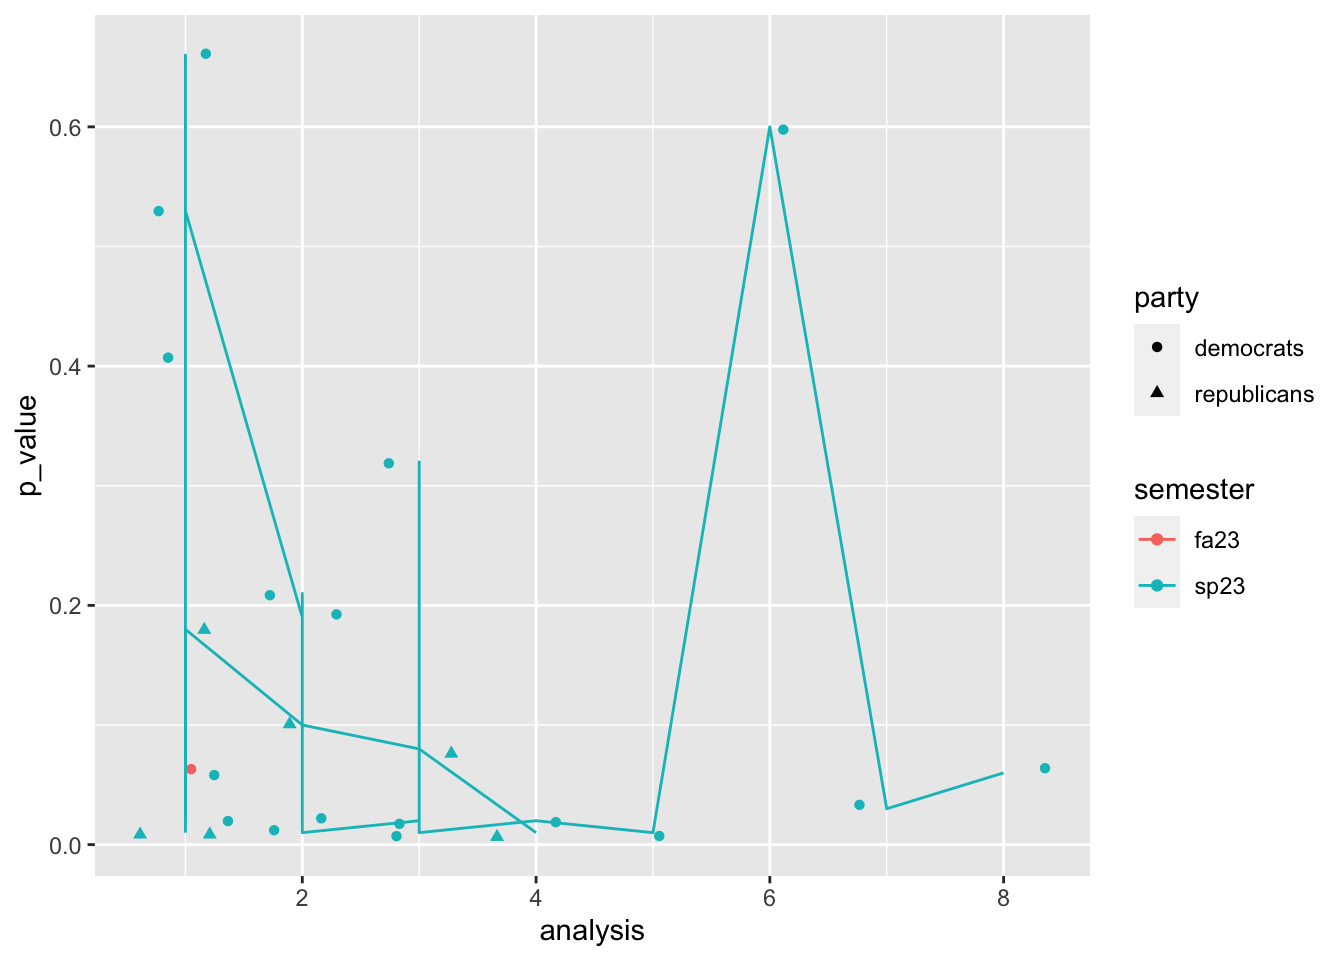 p_value
0.6
0.4
0.2
0.0
2 4 6 8
analysis
party
democrats
republicans
semester
fa23
sp23